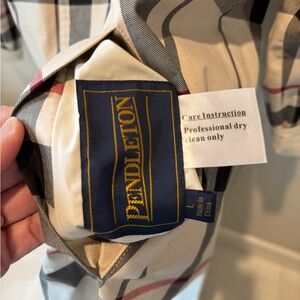 PENDLETON
Care Instruction
Professional dry
clean only
L
Made in
China